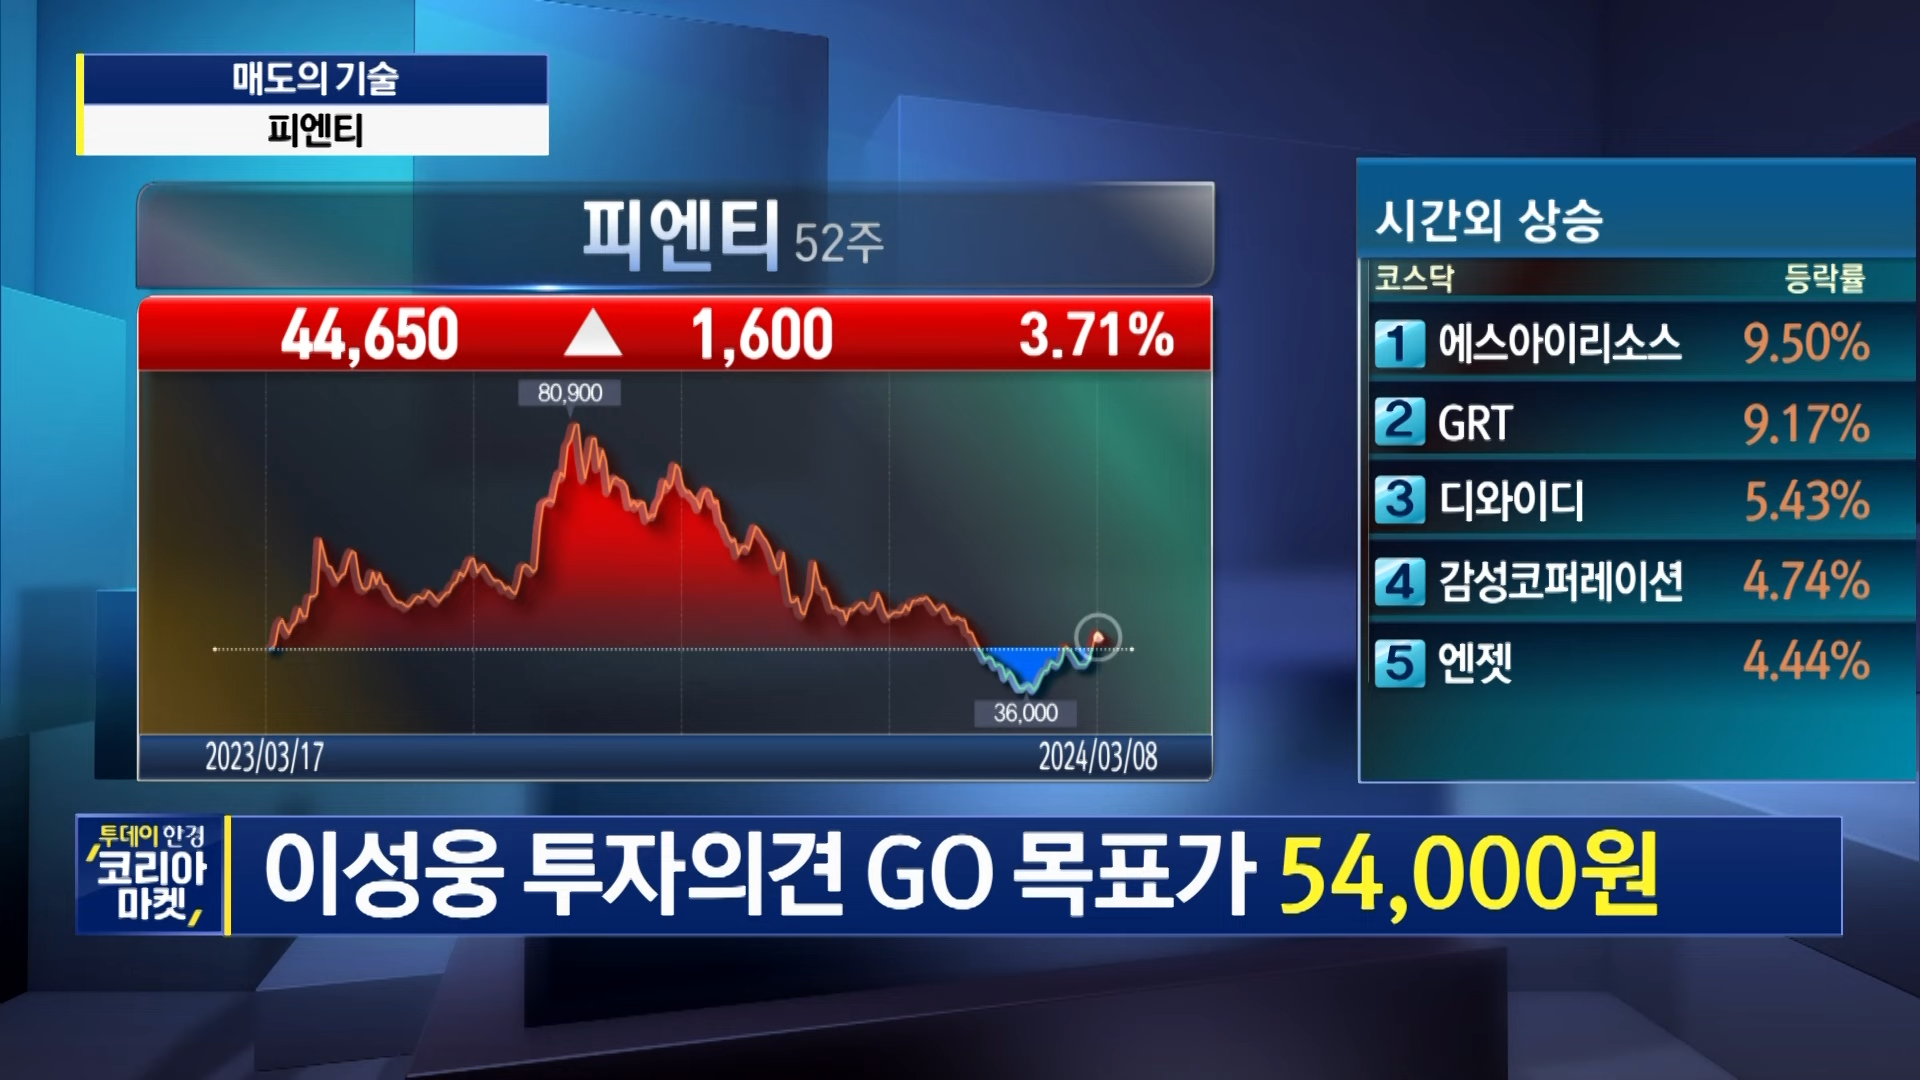 매도의 기술
피엔티
피엔티 52주
44,650 ▲ 1,600 3.71%
80,900
36,000
2023/03/17 2024/03/08
시간외 상승
코스닥 등락률
1 에스아이리소스 9.50%
2 GRT 9.17%
3 디와이디 5.43%
4 감성코퍼레이션 4.74%
5 엔젯 4.44%
투데이 한경
코리아
마켓
이성웅 투자의견 GO 목표가 54,000원